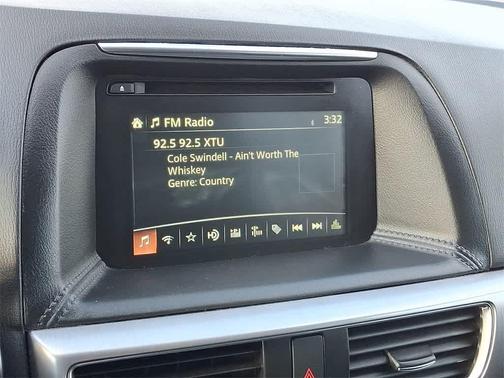 FM Radio 3:32
92.5 92.5 XTU
Cole Swindell - Ain't Worth The
Whiskey
Genre: Country